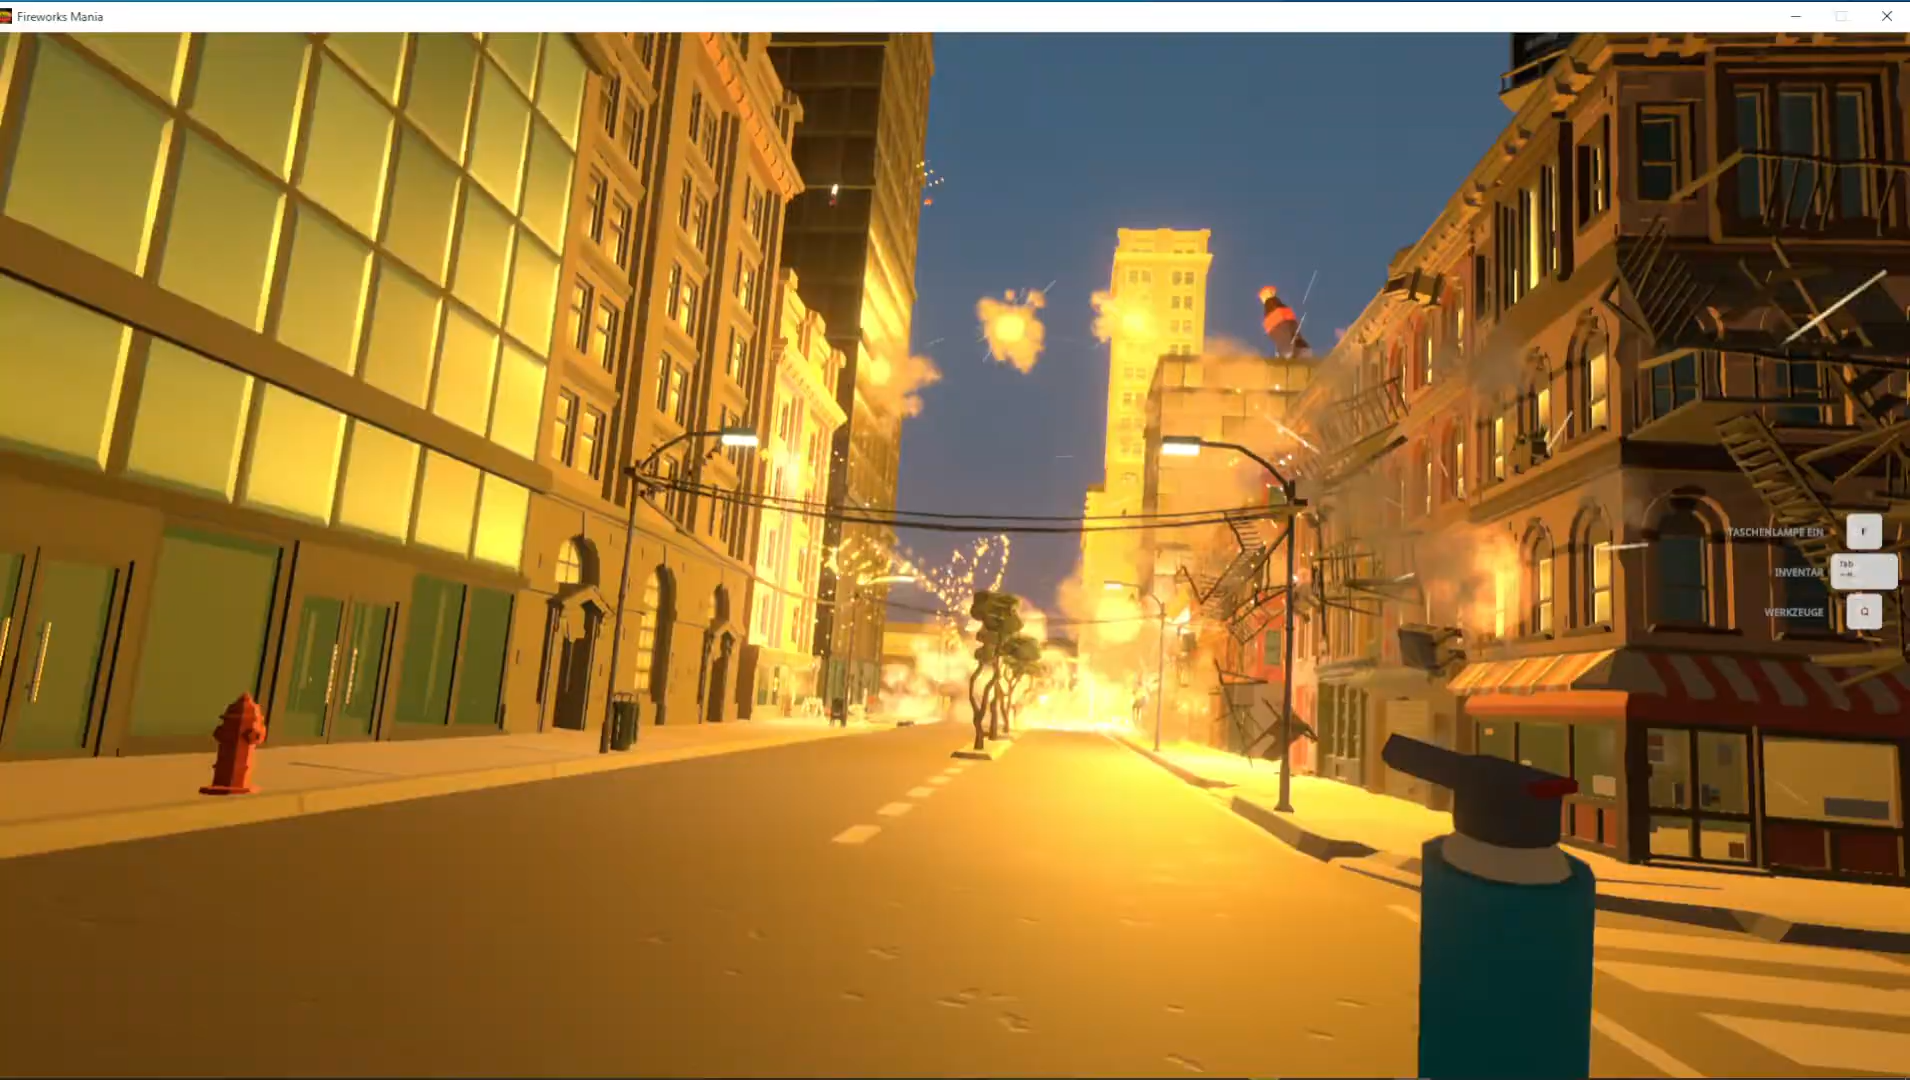 Fireworks Mania
TASCHENLAMPE EIN F
Tab
INVENTAR
WERKZEUGE Q